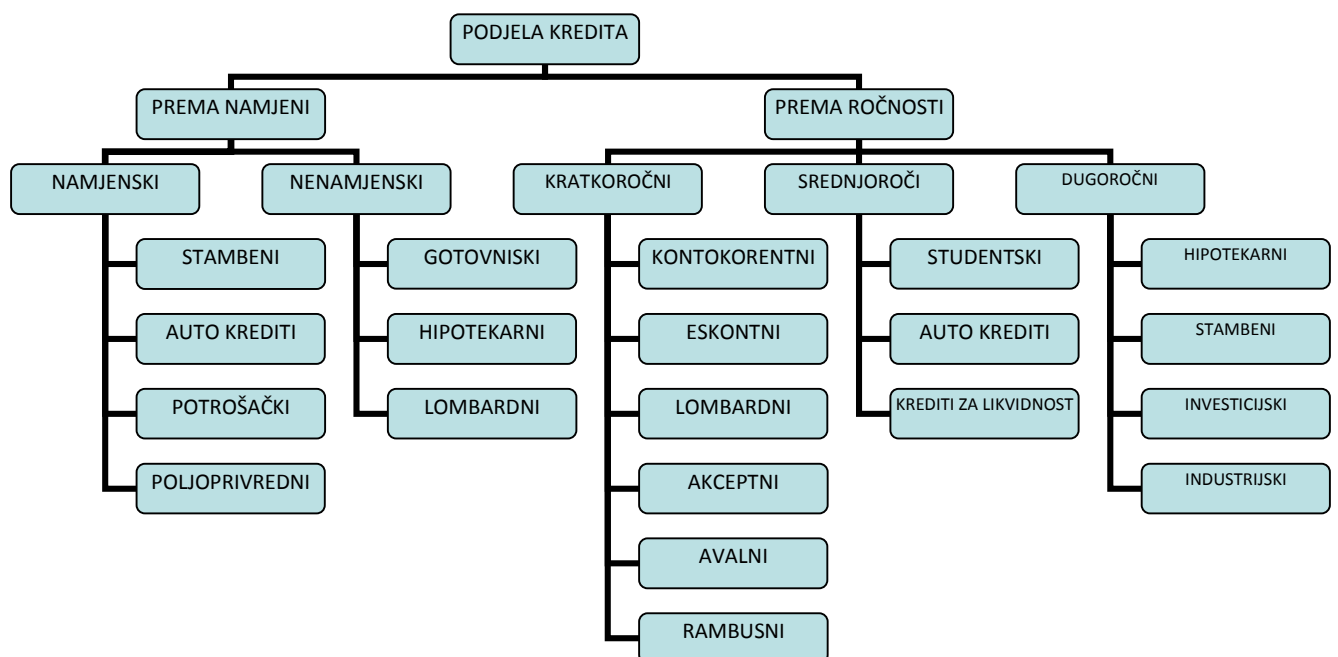 PODJELA KREDITA
PREMA NAMJENI
PREMA ROČNOSTI
NAMJENSKI
NENAMJENSKI
KRATKOROČNI
SREDNJOROČI
DUGOROČNI
STAMBENI
AUTO KREDITI
POTROŠAČKI
POLJOPRIVREDNI
GOTOVNISKI
HIPOTEKARNI
LOMBARDNI
KONTOKORENTNI
ESKONTNI
LOMBARDNI
AKCEPTNI
AVALNI
RAMBUSNI
STUDENTSKI
AUTO KREDITI
KREDITI ZA LIKVIDNOST
HIPOTEKARNI
STAMBENI
INVESTICIJSKI
INDUSTRIJSKI